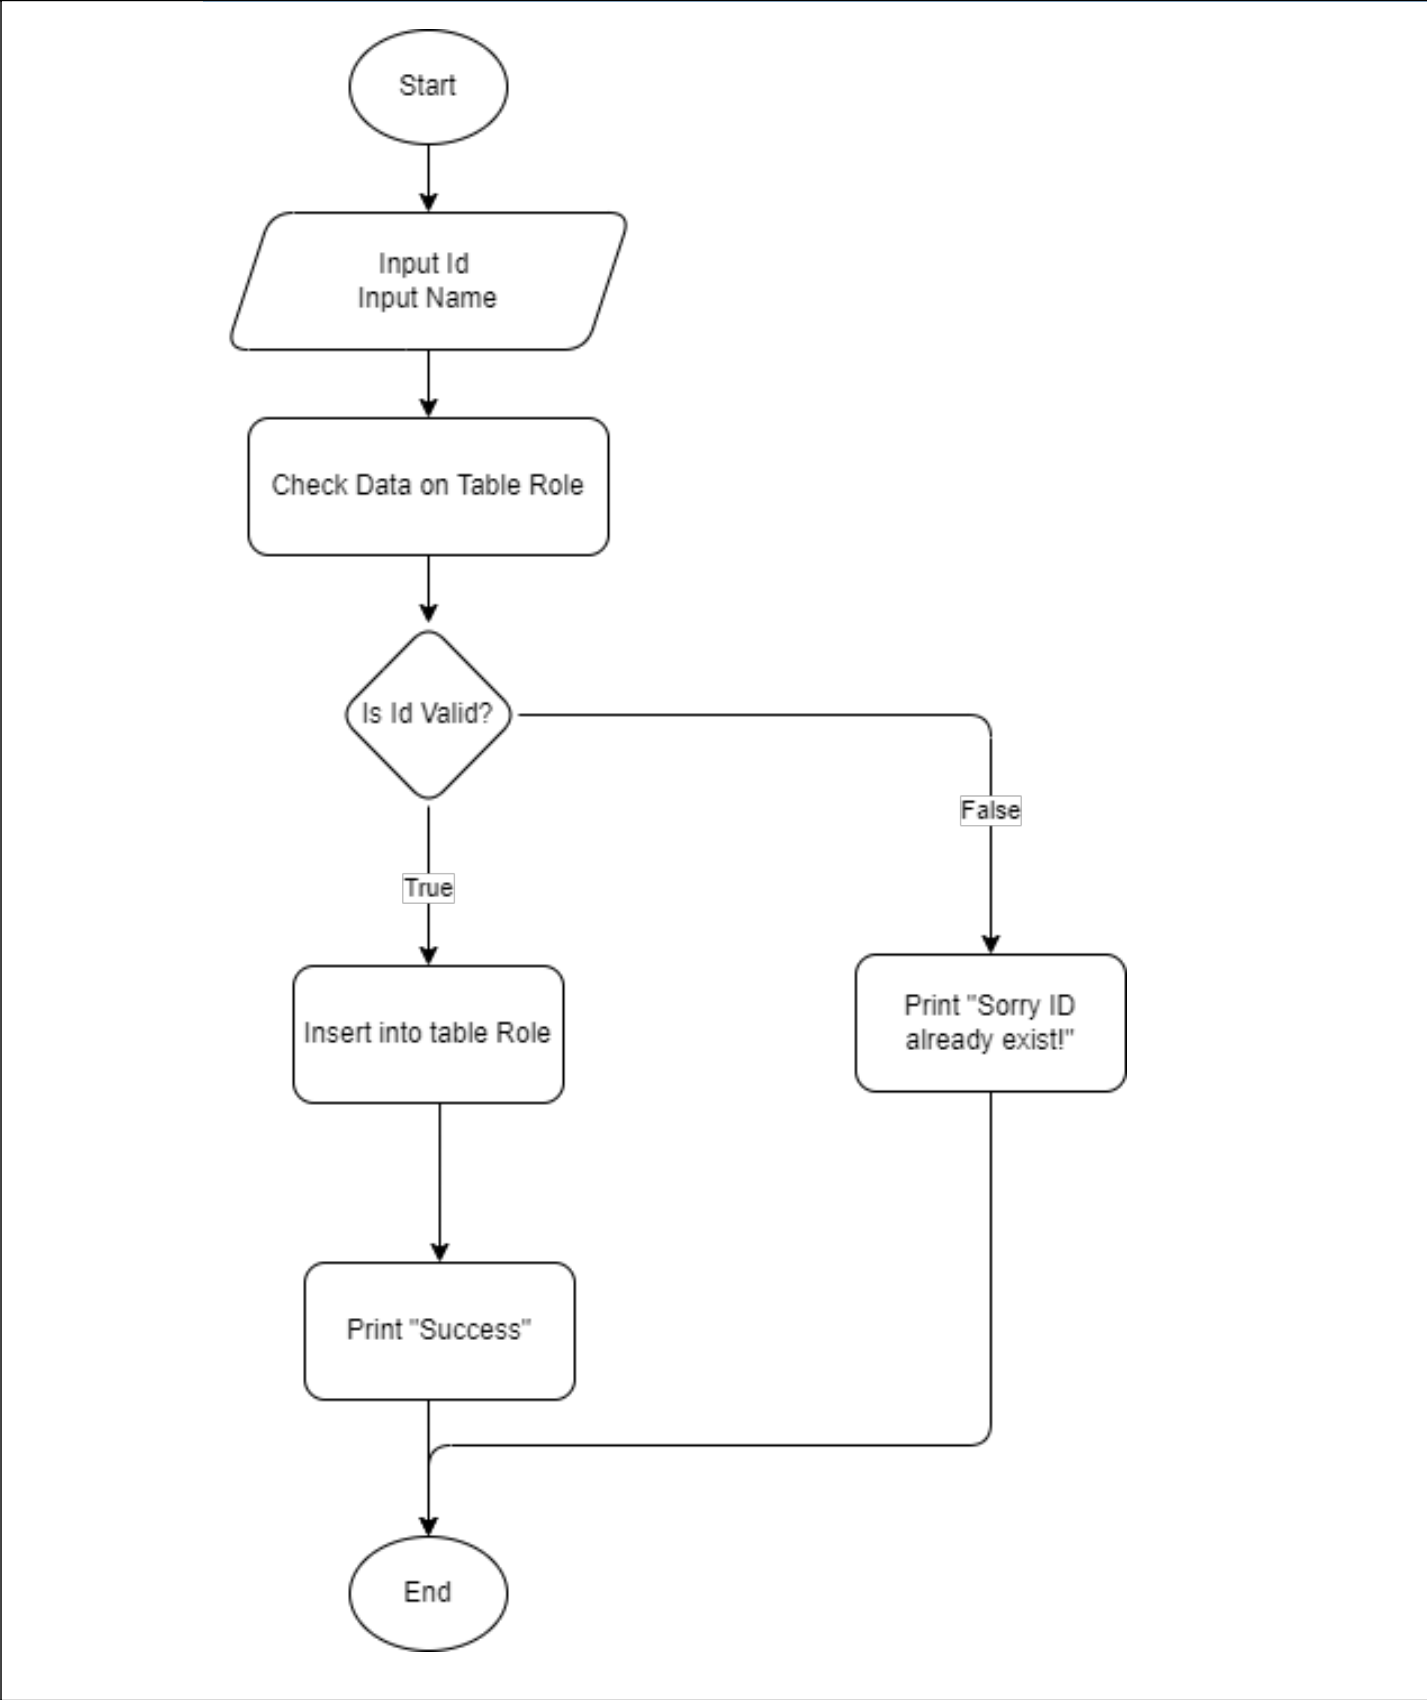 Start
Input Id
Input Name
Check Data on Table Role
Is Id Valid?
False
True
Insert into table Role
Print "Sorry ID
already exist!"
Print "Success"
End